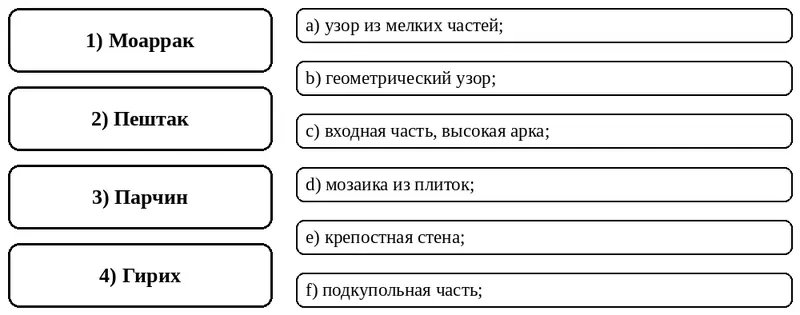 1) Моаррак
2) Пештак
3) Парчин
4) Гирих
a) узор из мелких частей;
b) геометрический узор;
c) входная часть, высокая арка;
d) мозаика из плиток;
e) крепостная стена;
f) подкупольная часть;